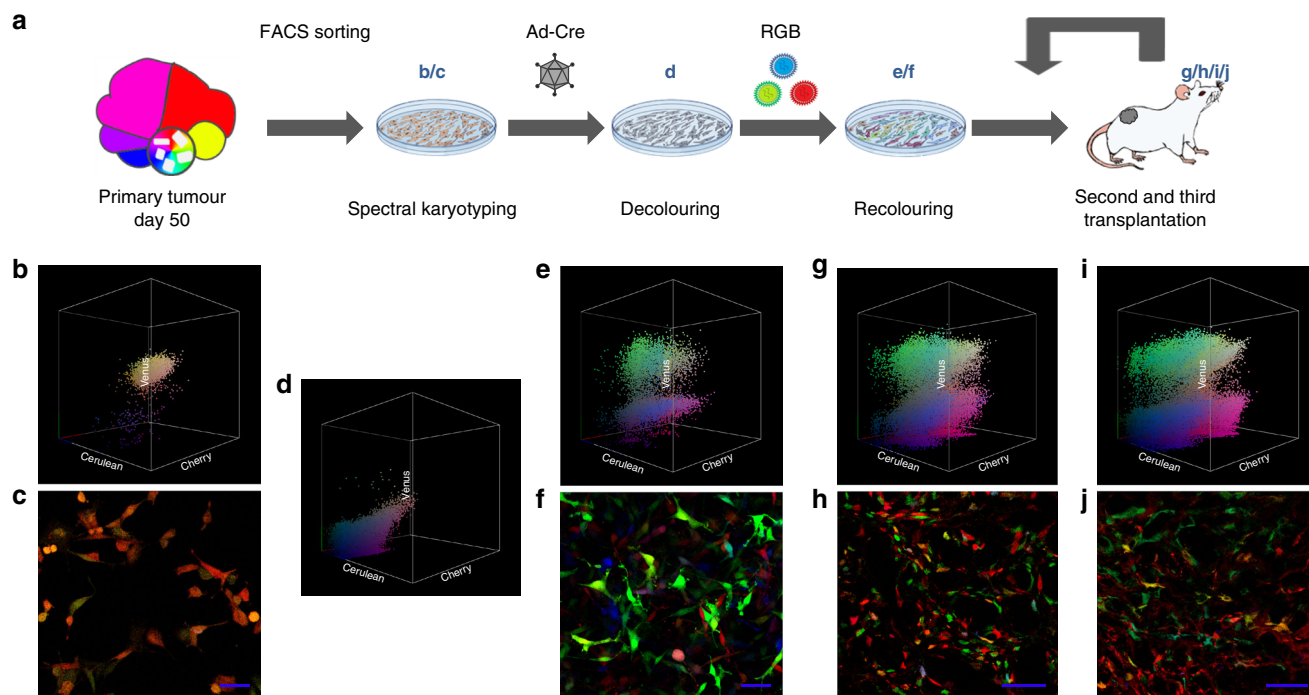 a
FACS sorting
Ad-Cre
RGB
b/c
d
e/f
g/h/i/j
Primary tumour
day 50
Spectral karyotyping
Decolouring
Recolouring
Second and third
transplantation
b
Venus
Cerulean
Cherry
d
Venus
Cerulean
Cherry
e
Venus
Cerulean
Cherry
g
Venus
Cerulean
Cherry
i
Venus
Cerulean
Cherry
c
f
h
j